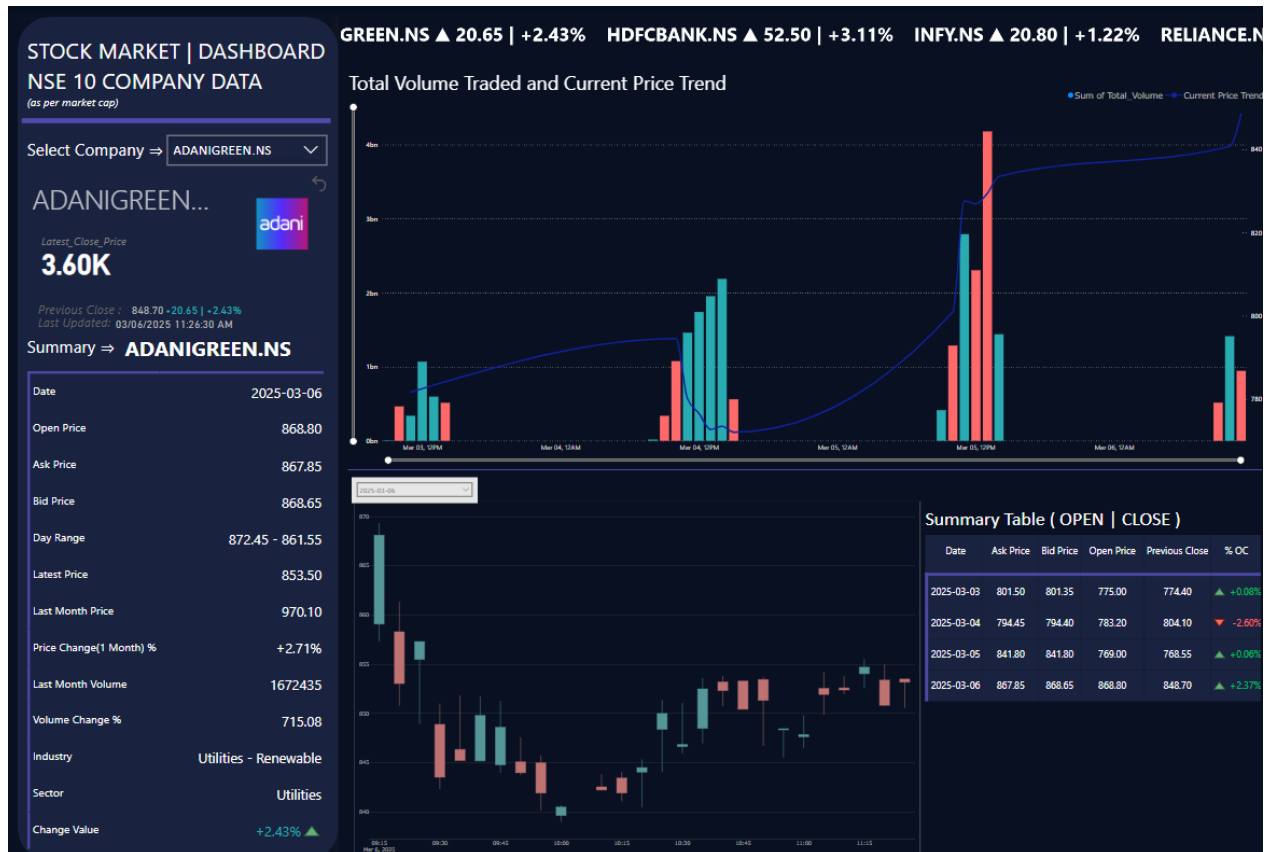 GREEN.NS ▲ 20.65 | +2.43% HDFCBANK.NS ▲ 52.50 | +3.11% INFY.NS ▲ 20.80 | +1.22% RELIANCE.N
STOCK MARKET | DASHBOARD
NSE 10 COMPANY DATA
(as per market cap)
Select Company ⇒ ADANIGREEN.NS
ADANIGREEN...
adani
Latest_Close_Price
3.60K
Previous Close : 848.70 +20.65 | +2.43%
Last Updated: 03/06/2025 11:26:30 AM
Summary ⇒ ADANIGREEN.NS
Date 2025-03-06
Open Price 868.80
Ask Price 867.85
Bid Price 868.65
Day Range 872.45 - 861.55
Latest Price 853.50
Last Month Price 970.10
Price Change(1 Month) % +2.71%
Last Month Volume 1672435
Volume Change % 715.08
Industry Utilities - Renewable
Sector Utilities
Change Value +2.43% ▲
Total Volume Traded and Current Price Trend
Sum of Total_Volume Current Price Trend
4bn
3bn
2bn
1bn
0bn
840
820
800
780
Mar 03, 12PM Mar 04, 12AM Mar 04, 12PM Mar 05, 12AM Mar 05, 12PM Mar 06, 12AM
2025-03-06
870
865
860
855
850
845
840
09:15 09:30 09:45 10:00 10:15 10:30 10:45 11:00 11:15
Mar 6, 2025
Summary Table ( OPEN | CLOSE )
Date Ask Price Bid Price Open Price Previous Close % OC
2025-03-03 801.50 801.35 775.00 774.40 ▲ +0.08%
2025-03-04 794.45 794.40 783.20 804.10 ▼ -2.60%
2025-03-05 841.80 841.80 769.00 768.55 ▲ +0.06%
2025-03-06 867.85 868.65 868.80 848.70 ▲ +2.37%